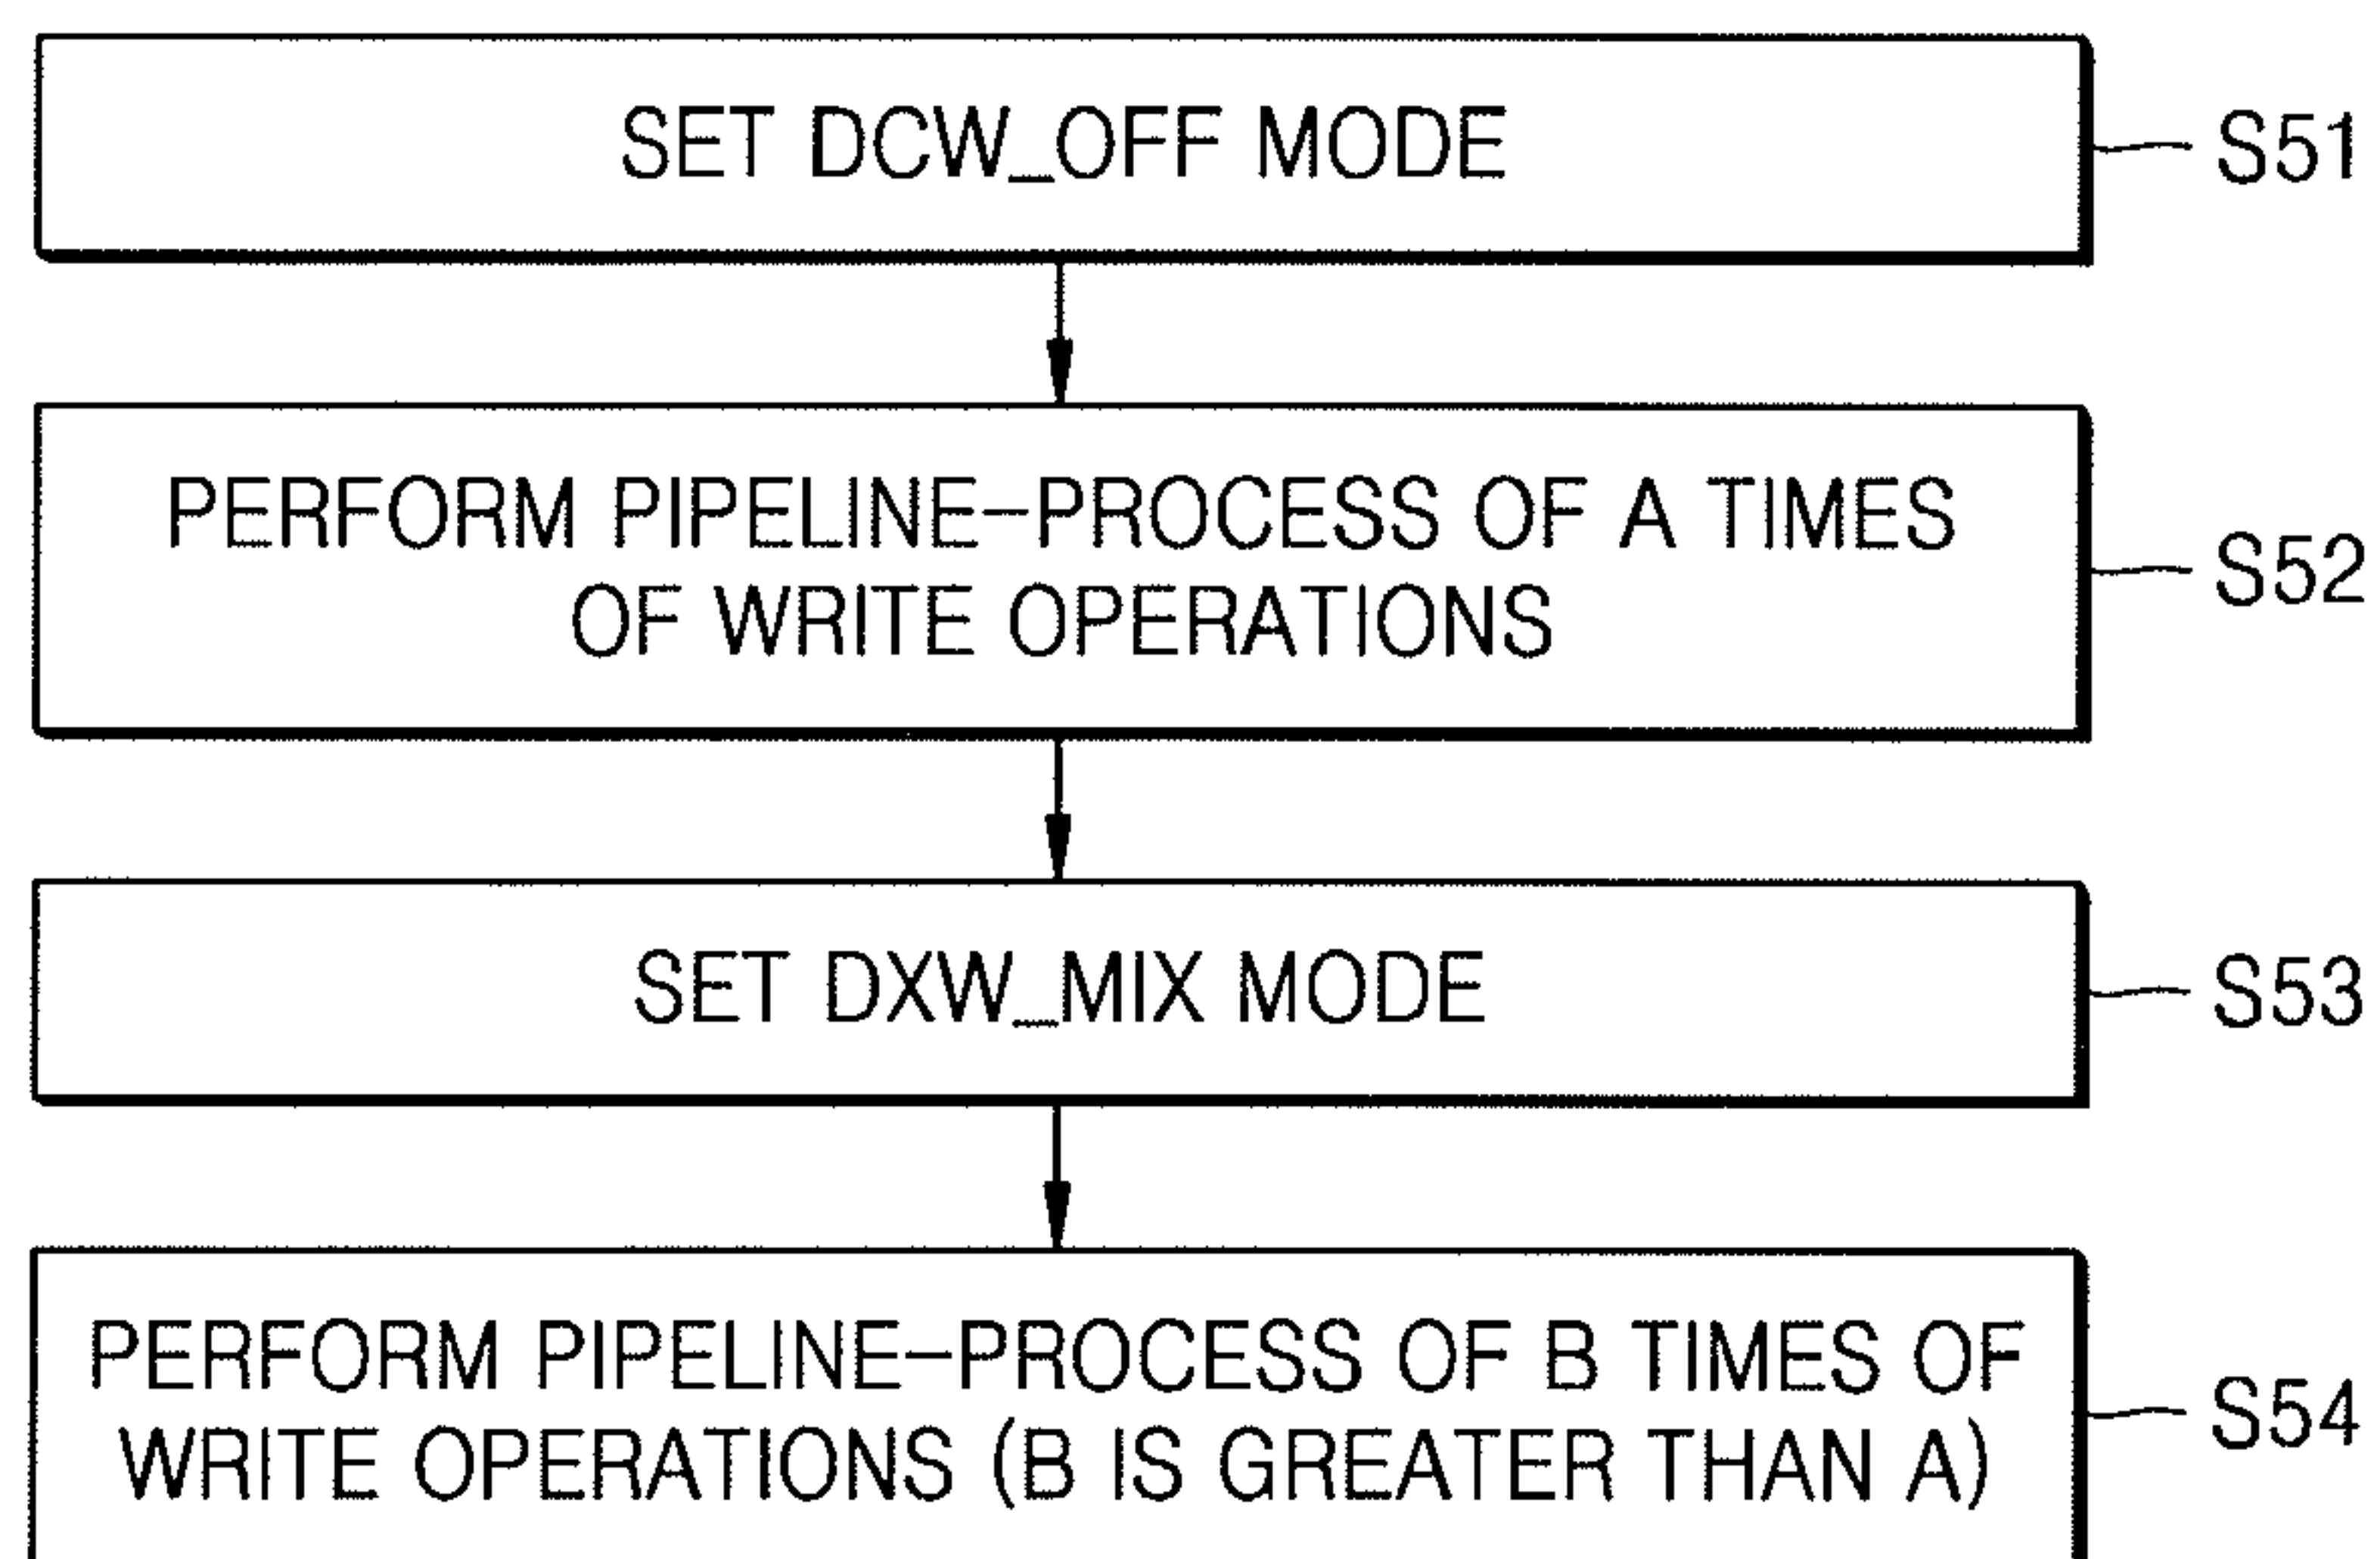 SET DCW_OFF MODE
S51
PERFORM PIPELINE-PROCESS OF A TIMES
OF WRITE OPERATIONS
S52
SET DXW_MIX MODE
S53
PERFORM PIPELINE-PROCESS OF B TIMES OF
WRITE OPERATIONS (B IS GREATER THAN A)
S54